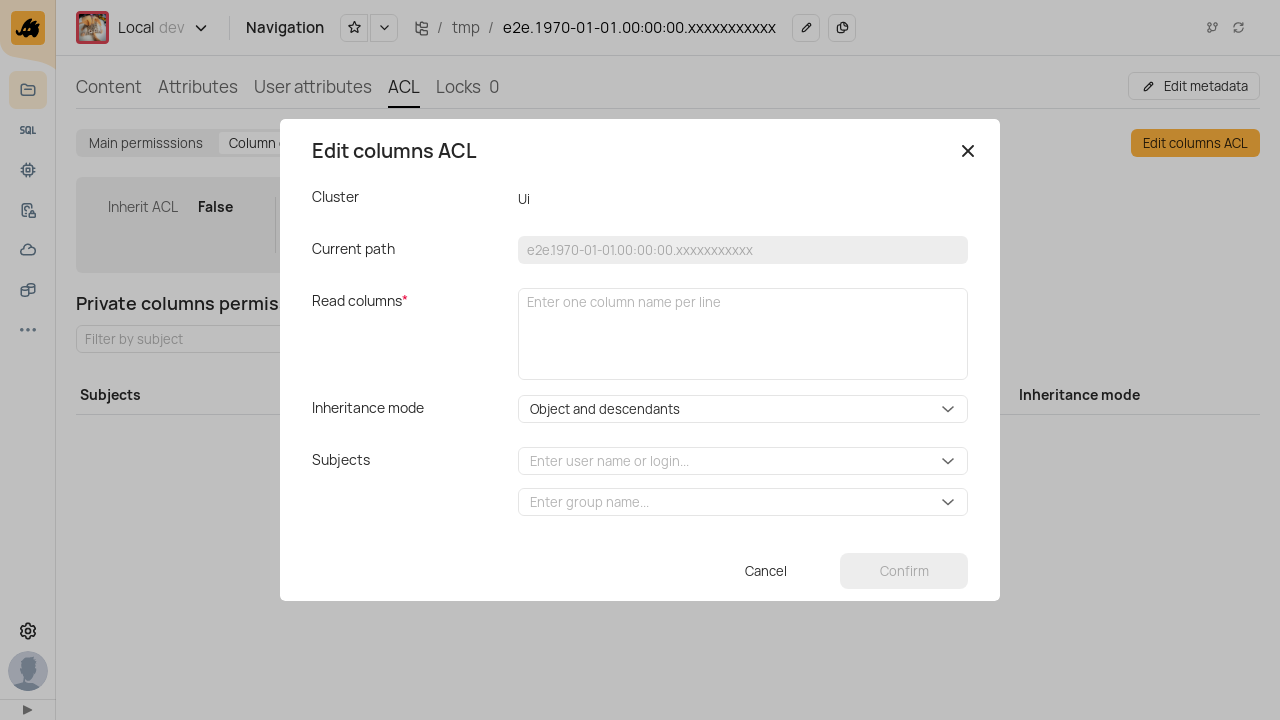 Local dev
Navigation
/ tmp / e2e.1970-01-01.00:00:00.xxxxxxxxxxx
Content
Attributes
User attributes
ACL
Locks 0
Edit metadata
SQL
Main permisssions
Column
Edit columns ACL
Inherit ACL False
Private columns permis
Filter by subject
Subjects
Inheritance mode
Edit columns ACL
Cluster
Ui
Current path
e2e.1970-01-01.00:00:00.xxxxxxxxxxx
Read columns*
Enter one column name per line
Inheritance mode
Object and descendants
Subjects
Enter user name or login...
Enter group name...
Cancel
Confirm